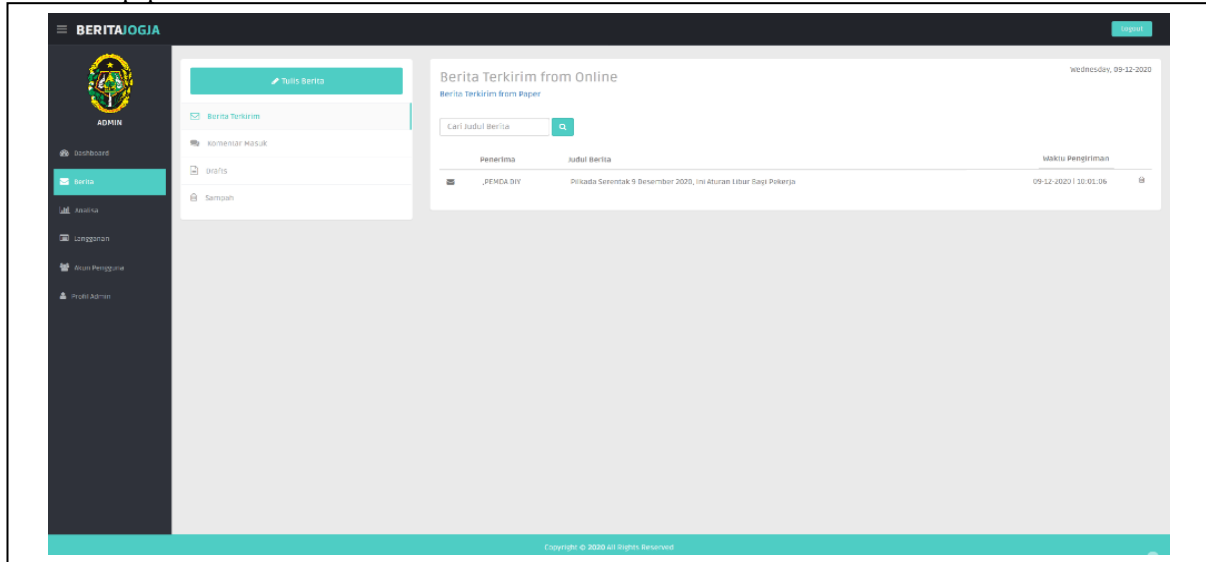 BERITAJOGJA
Logout
ADMIN
Dashboard
Berita
Analisa
Langganan
Akun Pengguna
Profil Admin
Tulis Berita
Berita Terkirim
Komentar Masuk
Drafts
Sampah
Berita Terkirim from Online
Wednesday, 09-12-2020
Berita Terkirim from Paper
Cari Judul Berita
Penerima Judul Berita Waktu Pengiriman
,PEMDA DIY Pilkada Serentak 9 Desember 2020, Ini Aturan Libur Bagi Pekerja 09-12-2020 | 10:01:06
Copyright © 2020 All Rights Reserved